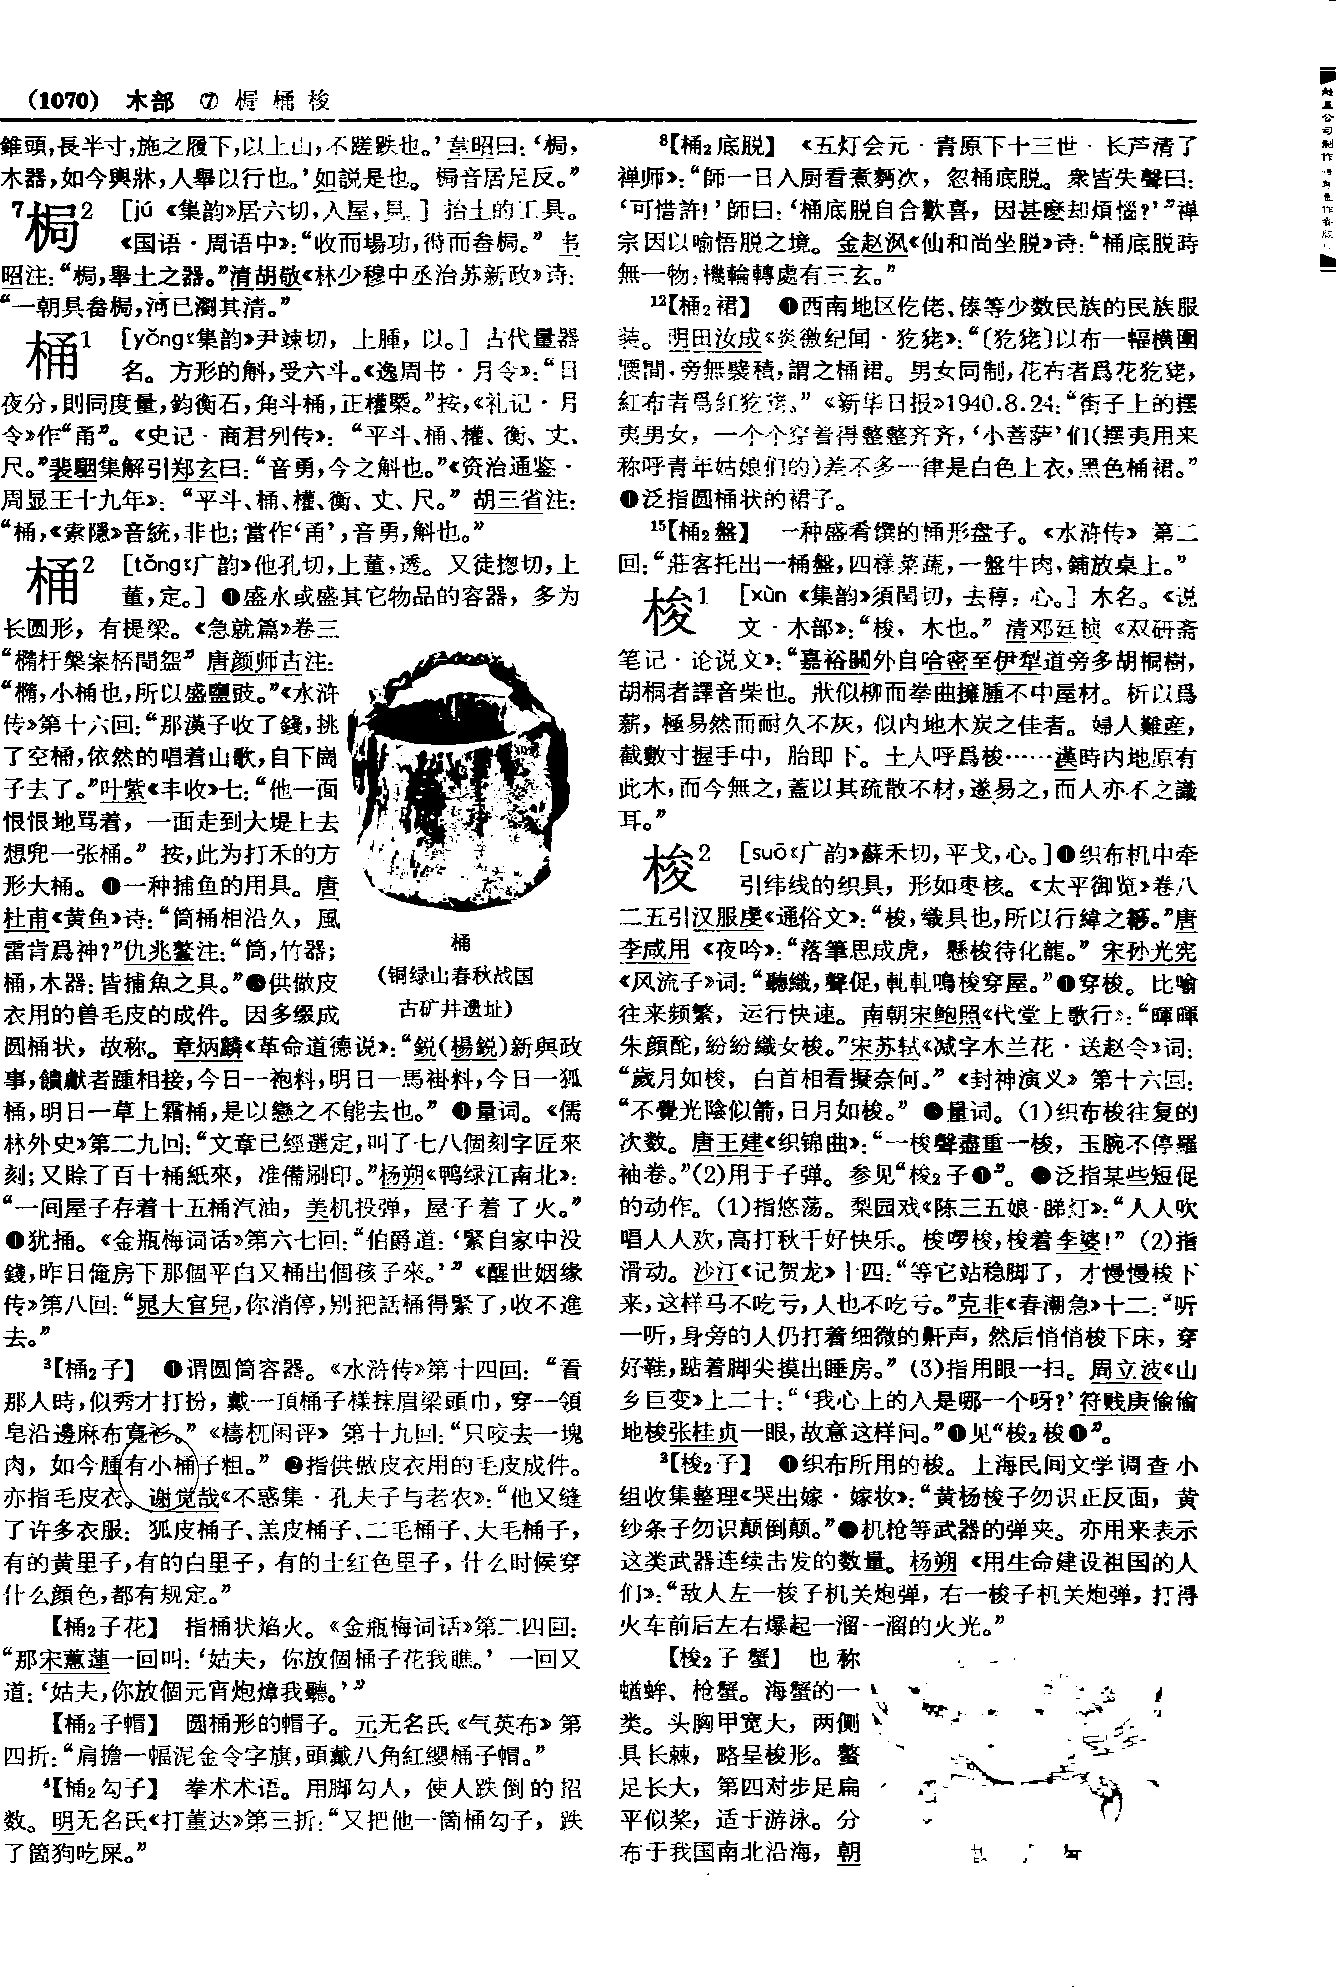 (1070) 木部 ⑦ 梮 桶 梭
錐頭,長半寸,施之履下,以上山,不蹉跌也。’韋昭曰:‘梮,
木器,如今輿牀,人舉以行也。’如説是也。梮音居足反。”
7梮2 [jú《集韵》居六切,入屋,見。] 抬土的工具。
《国语·周语中》:“收而場功,偫而畚梮。” 韦
昭注:“梮,舉土之器。”清胡敬《林少穆中丞治苏新政》诗:
“一朝具畚梮,河已瀏其清。”
桶1 [yǒng《集韵》尹竦切,上腫,以。] 古代量器
名。方形的斛,受六斗。《逸周书·月令》:“日
夜分,則同度量,鈞衡石,角斗桶,正權槩。”按,《礼记·月
令》作“甬”。《史记·商君列传》:“平斗、桶、權、衡、丈、
尺。”裴駰集解引郑玄曰:“音勇,今之斛也。”《资治通鉴·
周显王十九年》:“平斗、桶、權、衡、丈、尺。” 胡三省注:
“桶,《索隱》音統,非也;當作‘甬’,音勇,斛也。”
桶2 [tǒng《广韵》他孔切,上董,透。又徒揔切,上
董,定。] ❶盛水或盛其它物品的容器,多为
长圆形,有提梁。《急就篇》卷三
“橢杅槃案桮閜盌” 唐颜师古注:
“橢,小桶也,所以盛鹽豉。”《水浒
传》第十六回:“那漢子收了錢,挑
了空桶,依然的唱着山歌,自下崗
子去了。”叶紫《丰收》七:“他一面
恨恨地骂着,一面走到大堤上去
想兜一张桶。” 按,此为打禾的方
形大桶。❷一种捕鱼的用具。唐
杜甫《黄鱼》诗:“筒桶相沿久,風
雷肯爲神?”仇兆鳌注:“筒,竹器;
桶,木器:皆捕魚之具。”❸供做皮
衣用的兽毛皮的成件。因多缀成
桶
(铜绿山春秋战国
古矿井遗址)
圆桶状,故称。章炳麟《革命道德说》:“鋭(楊鋭)新與政
事,饋獻者踵相接,今日一袍料,明日一馬褂料,今日一狐
桶,明日一草上霜桶,是以戀之不能去也。” ❹量词。《儒
林外史》第二九回:“文章已經選定,叫了七八個刻字匠來
刻;又賒了百十桶紙來,准備刷印。”杨朔《鸭绿江南北》:
“一间屋子存着十五桶汽油,美机投弹,屋子着了火。”
❺犹捅。《金瓶梅词话》第六七回:“伯爵道:‘緊自家中没
錢,昨日俺房下那個平白又桶出個孩子來。’” 《醒世姻缘
传》第八回:“晁大官兒,你消停,别把話桶得緊了,收不進
去。”
3【桶2子】 ❶谓圆筒容器。《水浒传》第十四回:“看
那人時,似秀才打扮,戴一頂桶子樣抹眉梁頭巾,穿一領
皂沿邊麻布寬衫。” 《檮杌闲评》第十九回:“只咬去一塊
肉,如今腫有小桶子粗。” ❷指供做皮衣用的毛皮成件。
亦指毛皮衣。谢觉哉《不惑集·孔夫子与老农》:“他又缝
了许多衣服:狐皮桶子、羔皮桶子、二毛桶子、大毛桶子,
有的黄里子,有的白里子,有的土红色里子,什么时候穿
什么颜色,都有规定。”
【桶2子花】 指桶状焰火。《金瓶梅词话》第二四回:
“那宋蕙蓮一回叫:‘姑夫,你放個桶子花我瞧。’ 一回又
道:‘姑夫,你放個元宵炮煒我聽。’”
【桶2子帽】 圆桶形的帽子。元无名氏《气英布》第
四折:“肩擔一幅泥金令字旗,頭戴八角紅纓桶子帽。”
4【桶2勾子】 拳术术语。用脚勾人,使人跌倒的招
数。明无名氏《打董达》第三折:“又把他一箇桶勾子,跌
了箇狗吃屎。”
8【桶2底脱】 《五灯会元·青原下十三世·长芦清了
禅师》:“師一日入厨看煮麪次,忽桶底脱。衆皆失聲曰:
‘可惜許!’師曰:‘桶底脱自合歡喜,因甚麽却煩惱?’”禅
宗因以喻悟脱之境。金赵沨《仙和尚坐脱》诗:“桶底脱時
無一物,機輪轉處有三玄。”
12【桶2裙】 ❶西南地区仡佬、傣等少数民族的民族服
装。明田汝成《炎徼纪闻·犵狫》:“〔犵狫〕以布一幅横圍
腰間,旁無襞積,謂之桶裙。男女同制,花布者爲花犵狫,
紅布者爲紅犵狫。” 《新华日报》1940.8.24:“街子上的摆
夷男女,一个个穿着得整整齐齐,‘小菩萨’们(摆夷用来
称呼青年姑娘们的)差不多一律是白色上衣,黑色桶裙。”
❷泛指圆桶状的裙子。
15【桶2盤】 一种盛肴馔的桶形盘子。《水浒传》第二
回:“莊客托出一桶盤,四樣菜蔬,一盤牛肉,鋪放桌上。”
梭1 [xùn《集韵》須閏切,去稕,心。] 木名。《说
文·木部》:“梭,木也。” 清邓廷桢《双研斋
笔记·论说文》:“嘉裕關外自哈密至伊犁道旁多胡桐樹,
胡桐者譯音柴也。狀似柳而拳曲擁腫不中屋材。析以爲
薪,極易然而耐久不灰,似内地木炭之佳者。婦人難産,
截數寸握手中,胎即下。土人呼爲梭……漢時内地原有
此木,而今無之,蓋以其疏散不材,遂易之,而人亦不之識
耳。”
梭2 [suō《广韵》蘇禾切,平戈,心。]❶织布机中牵
引纬线的织具,形如枣核。《太平御览》卷八
二五引汉服虔《通俗文》:“梭,織具也,所以行緯之䈅。”唐
李咸用《夜吟》:“落筆思成虎,懸梭待化龍。” 宋孙光宪
《风流子》词:“聽織,聲促,軋軋鳴梭穿屋。”❷穿梭。比喻
往来频繁,运行快速。南朝宋鲍照《代堂上歌行》:“暉暉
朱顔酡,紛紛織女梭。”宋苏轼《减字木兰花·送赵令》词:
“歲月如梭,白首相看擬奈何。” 《封神演义》第十六回:
“不覺光陰似箭,日月如梭。” ❸量词。(1)织布梭往复的
次数。唐王建《织锦曲》:“一梭聲盡重一梭,玉腕不停羅
袖卷。”(2)用于子弹。参见“梭2子❷”。❹泛指某些短促
的动作。(1)指悠荡。梨园戏《陈三五娘·睇灯》:“人人吹
唱人人欢,高打秋千好快乐。梭啰梭,梭着李婆!” (2)指
滑动。沙汀《记贺龙》十四:“等它站稳脚了,才慢慢梭下
来,这样马不吃亏,人也不吃亏。”克非《春潮急》十二:“听
一听,身旁的人仍打着细微的鼾声,然后悄悄梭下床,穿
好鞋,踮着脚尖摸出睡房。” (3)指用眼一扫。周立波《山
乡巨变》上二十:“‘我心上的人是哪一个呀?’符贱庚偷偷
地梭张桂贞一眼,故意这样问。”❺见“梭2梭❶”。
3【梭2子】 ❶织布所用的梭。上海民间文学调查小
组收集整理《哭出嫁·嫁妆》:“黄杨梭子勿识正反面,黄
纱条子勿识颠倒颠。”❷机枪等武器的弹夹。亦用来表示
这类武器连续击发的数量。杨朔《用生命建设祖国的人
们》:“敌人左一梭子机关炮弹,右一梭子机关炮弹,打得
火车前后左右爆起一溜一溜的火光。”
【梭2子蟹】 也称
蝤蛑、枪蟹。海蟹的一
类。头胸甲宽大,两侧
具长棘,略呈梭形。螯
足长大,第四对步足扁
平似桨,适于游泳。分
布于我国南北沿海,朝